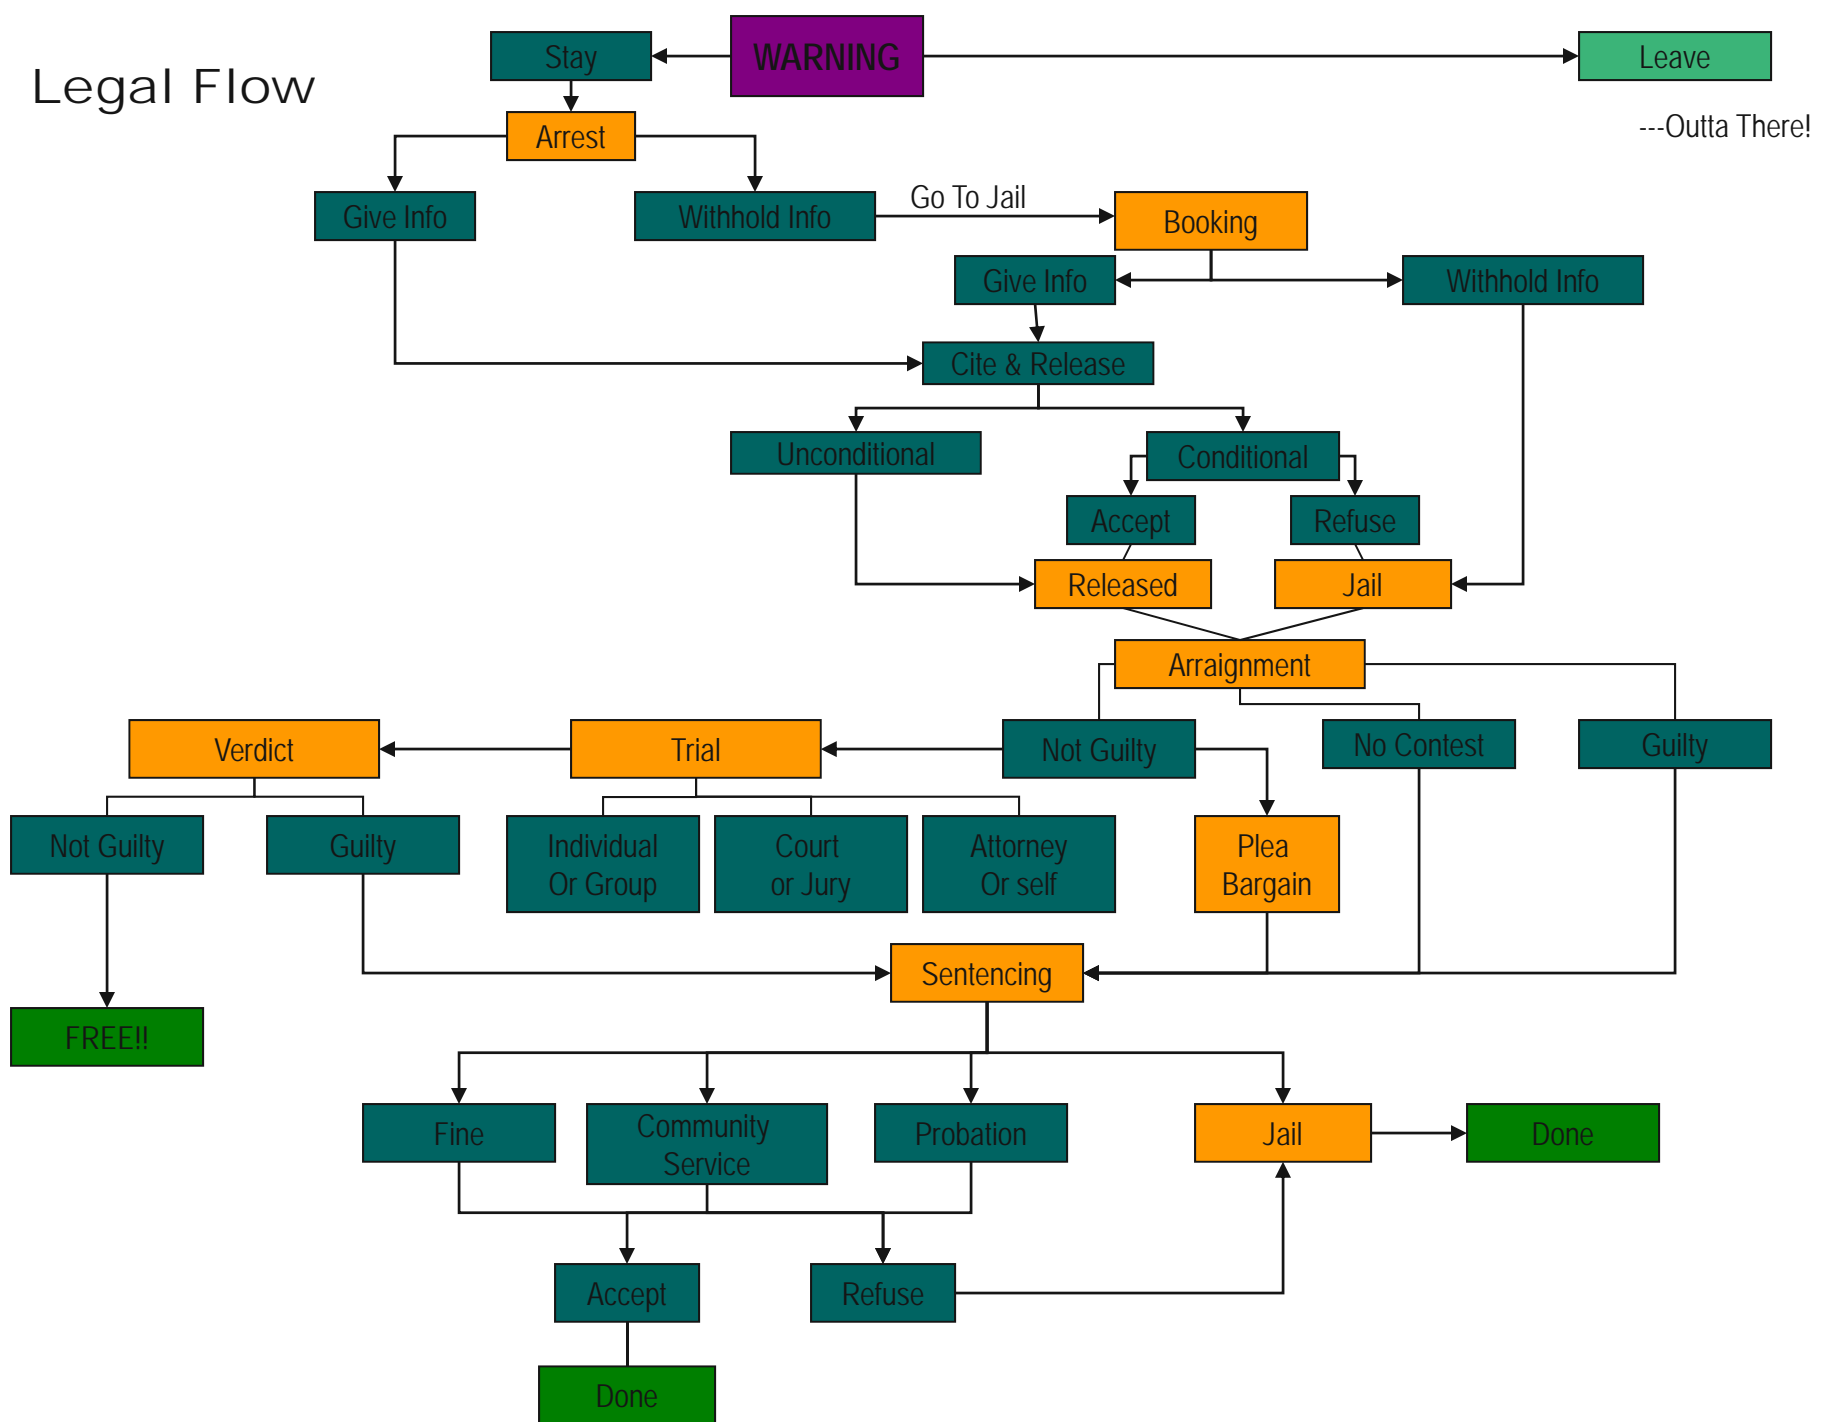 Stay
WARNING
Leave
Legal Flow
---Outta There!
Arrest
Give Info
Withhold Info
Go To Jail
Booking
Give Info
Withhold Info
Cite & Release
Unconditional
Conditional
Accept
Refuse
Released
Jail
Arraignment
Verdict
Trial
Not Guilty
No Contest
Guilty
Not Guilty
Guilty
Individual
Or Group
Court
or Jury
Attorney
Or self
Plea
Bargain
Sentencing
FREE!!
Fine
Community
Service
Probation
Jail
Done
Accept
Refuse
Done